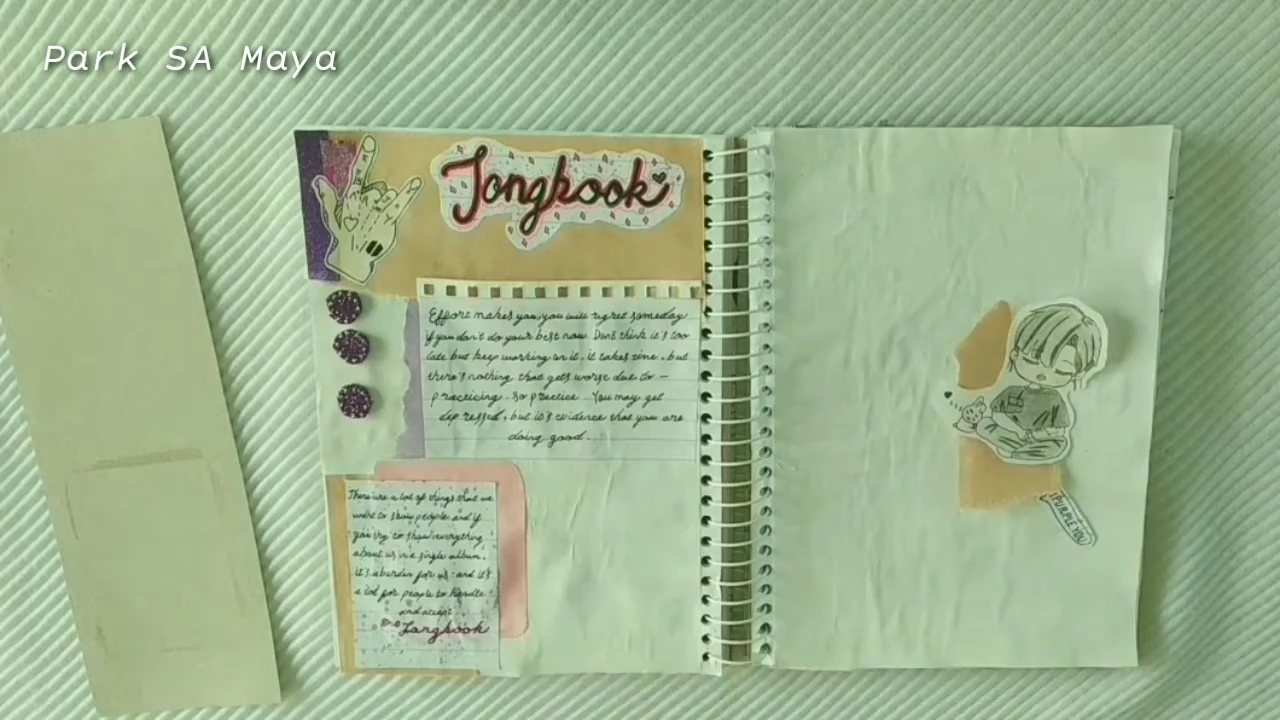 Park SA Maya
Jongkook
Effort makes you, you will regret someday
if you don't do your best now. Don't think it's too
late but keep working on it, it takes time, but
there's nothing that gets worse due to -
practicing. So practice. You may get
depressed, but it's evidence that you are
doing good.
There are a lot of things that we
want to show people and if
you try to show everything
about us in a single album,
it's a burden for us and it's
a lot for people to handle
and accept
Jongkook
I PURPLE YOU